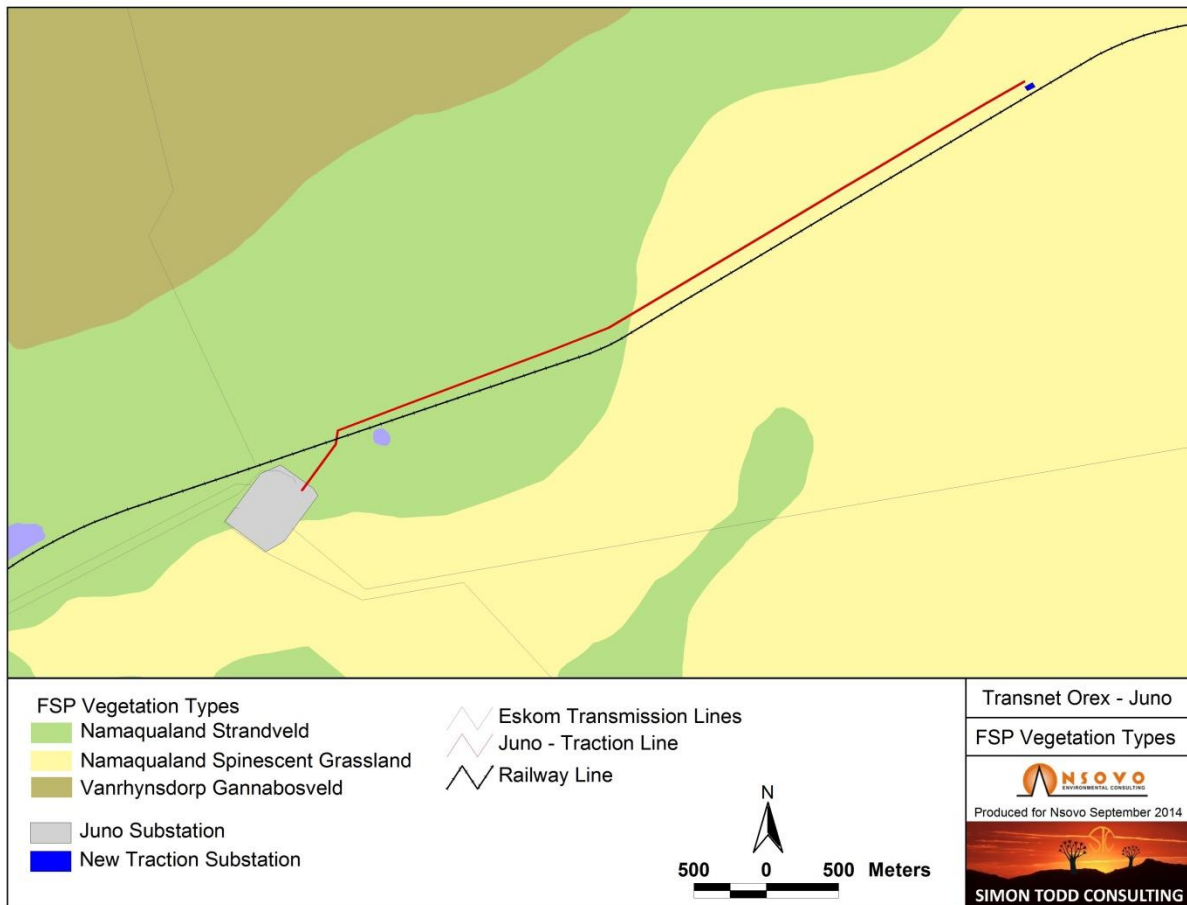 FSP Vegetation Types
Namaqualand Strandveld
Namaqualand Spinescent Grassland
Vanrhynsdorp Gannabosveld
Juno Substation
New Traction Substation
Eskom Transmission Lines
Juno - Traction Line
Railway Line
N
500 0 500 Meters
Transnet Orex - Juno
FSP Vegetation Types
NSOVO
ENVIRONMENTAL CONSULTING
Produced for Nsovo September 2014
SIMON TODD CONSULTING